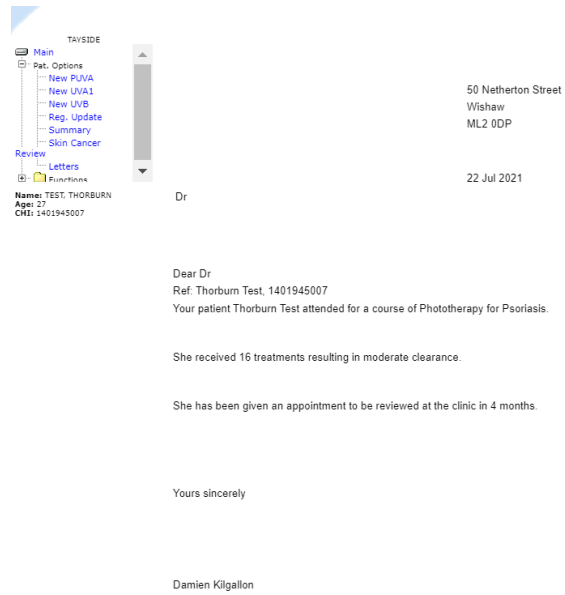 TAYSIDE
Main
Pat. Options
New PUVA
New UVA1
New UVB
Reg. Update
Summary
Skin Cancer
Review
Letters
Functions
Name: TEST, THORBURN
Age: 27
CHI: 1401945007
50 Netherton Street
Wishaw
ML2 0DP
22 Jul 2021
Dr
Dear Dr
Ref: Thorburn Test, 1401945007
Your patient Thorburn Test attended for a course of Phototherapy for Psoriasis.
She received 16 treatments resulting in moderate clearance.
She has been given an appointment to be reviewed at the clinic in 4 months.
Yours sincerely
Damien Kilgallon